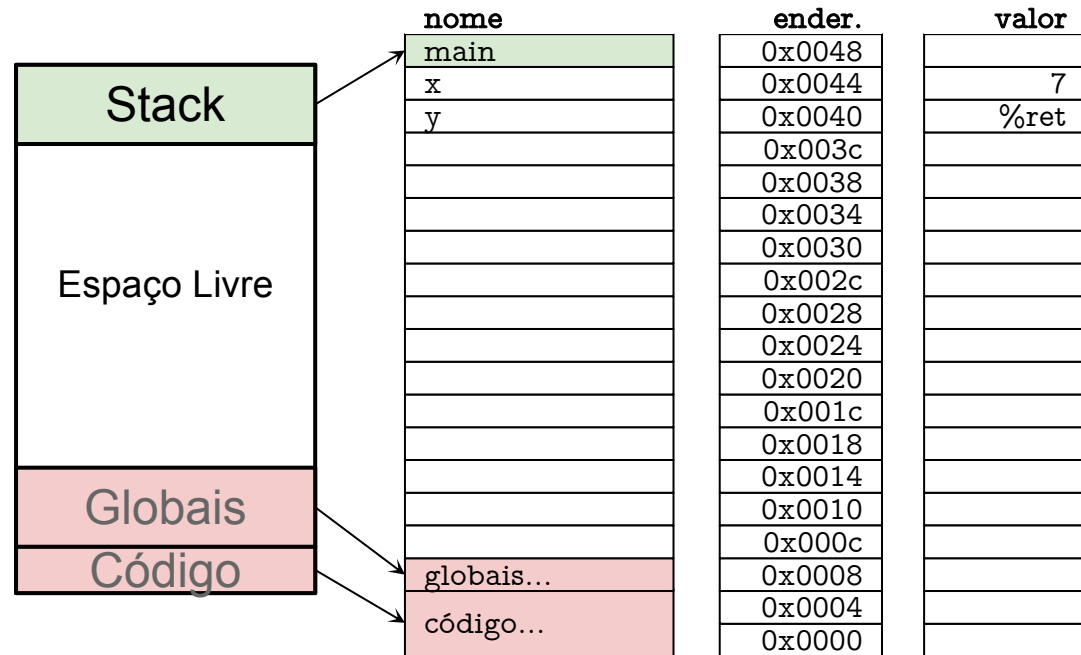 nome ender. valor
main 0x0048
Stack
x 0x0044 7
y 0x0040 %ret
0x003c
0x0038
0x0034
0x0030
Espaço Livre
0x002c
0x0028
0x0024
0x0020
0x001c
0x0018
0x0014
Globais
0x0010
0x000c
Código
globais... 0x0008
código... 0x0004
0x0000